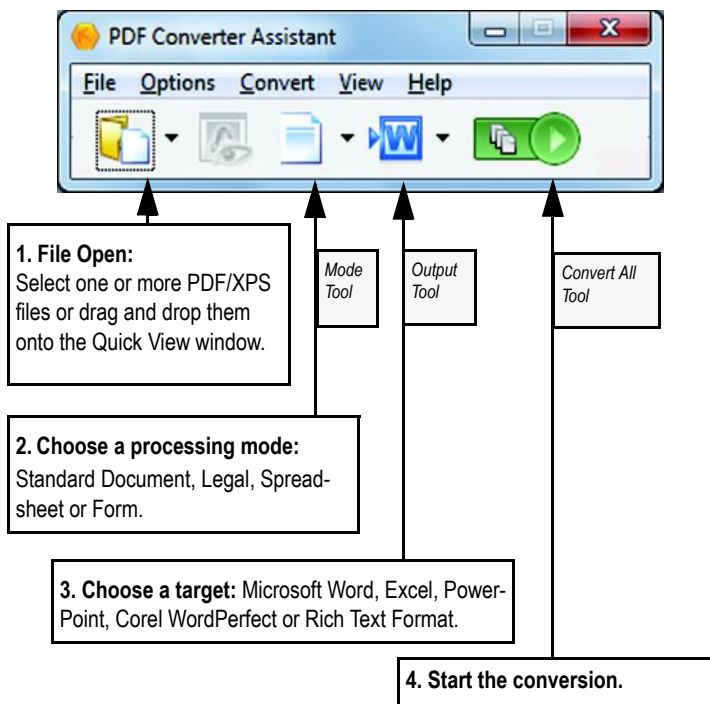 PDF Converter Assistant
File Options Convert View Help
1. File Open:
Select one or more PDF/XPS
files or drag and drop them
onto the Quick View window.
Mode
Tool
Output
Tool
Convert All
Tool
2. Choose a processing mode:
Standard Document, Legal, Spread-
sheet or Form.
3. Choose a target: Microsoft Word, Excel, Power-
Point, Corel WordPerfect or Rich Text Format.
4. Start the conversion.